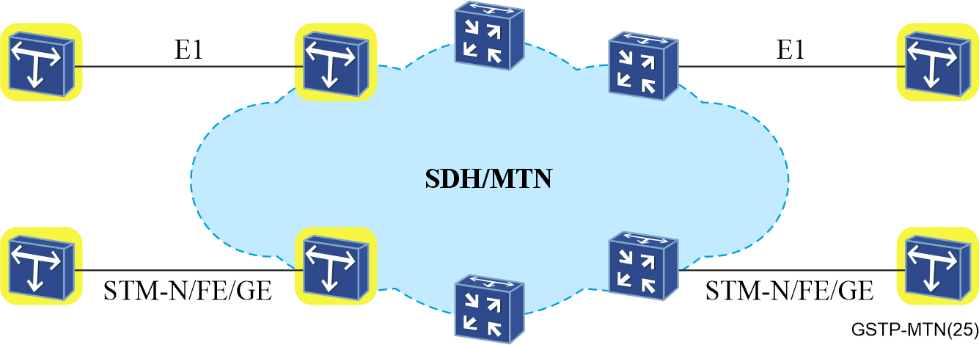 E1
E1
SDH/MTN
STM-N/FE/GE
STM-N/FE/GE
GSTP-MTN(25)